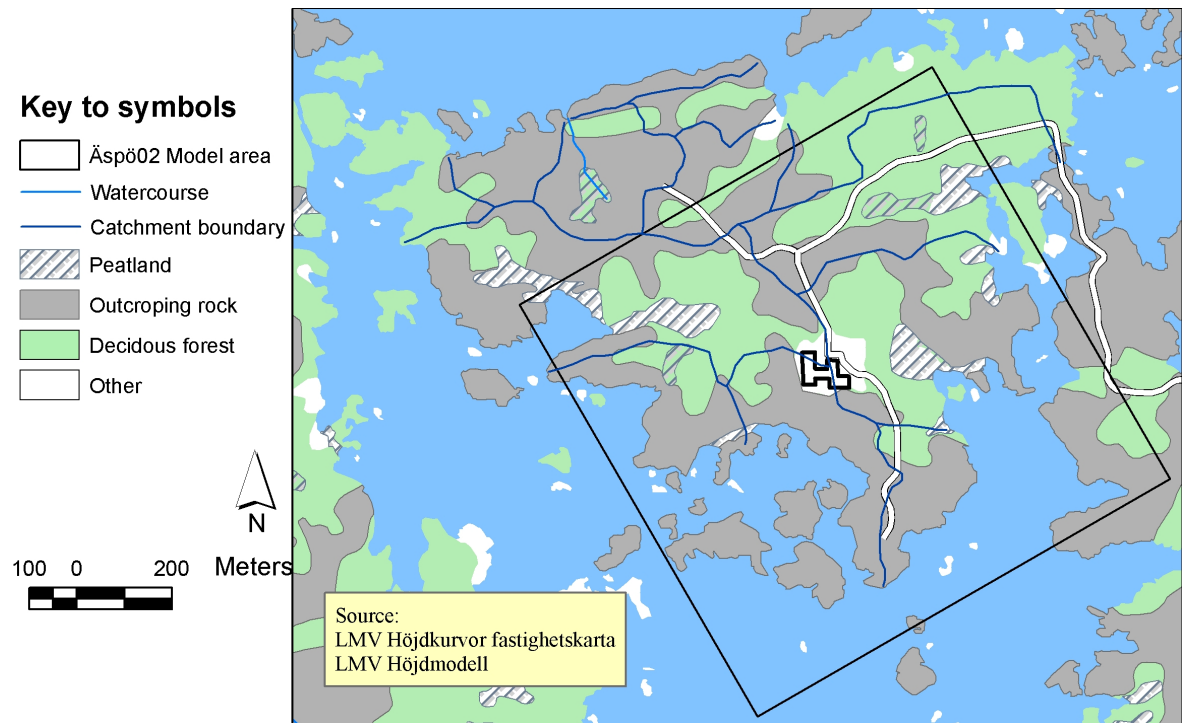 Key to symbols
Äspö02 Model area
Watercourse
Catchment boundary
Peatland
Outcroping rock
Decidous forest
Other
N
100 0 200 Meters
Source:
LMV Höjdkurvor fastighetskarta
LMV Höjdmodell